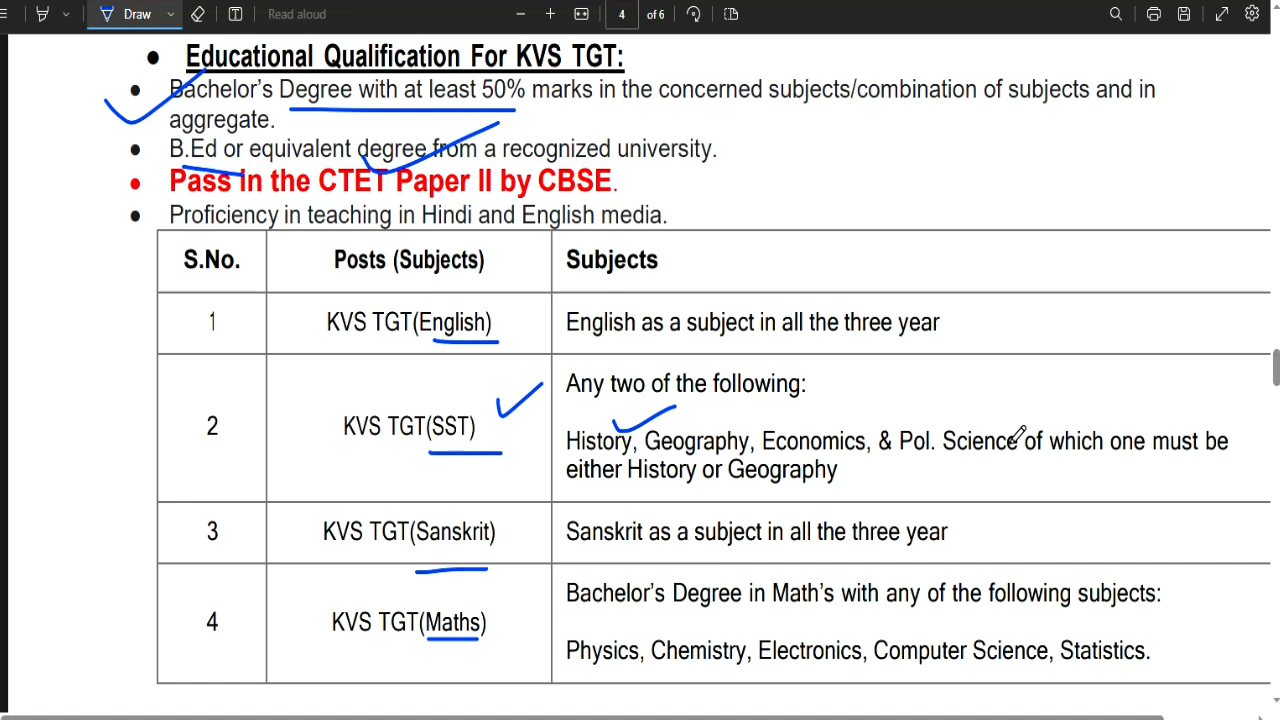 Draw
Read aloud
4 of 6
Educational Qualification For KVS TGT:
Bachelor's Degree with at least 50% marks in the concerned subjects/combination of subjects and in
aggregate.
B.Ed or equivalent degree from a recognized university.
Pass in the CTET Paper II by CBSE.
Proficiency in teaching in Hindi and English media.
S.No. Posts (Subjects) Subjects
1 KVS TGT(English) English as a subject in all the three year
2 KVS TGT(SST) Any two of the following:
History, Geography, Economics, & Pol. Science of which one must be
either History or Geography
3 KVS TGT(Sanskrit) Sanskrit as a subject in all the three year
4 KVS TGT(Maths) Bachelor's Degree in Math's with any of the following subjects:
Physics, Chemistry, Electronics, Computer Science, Statistics.